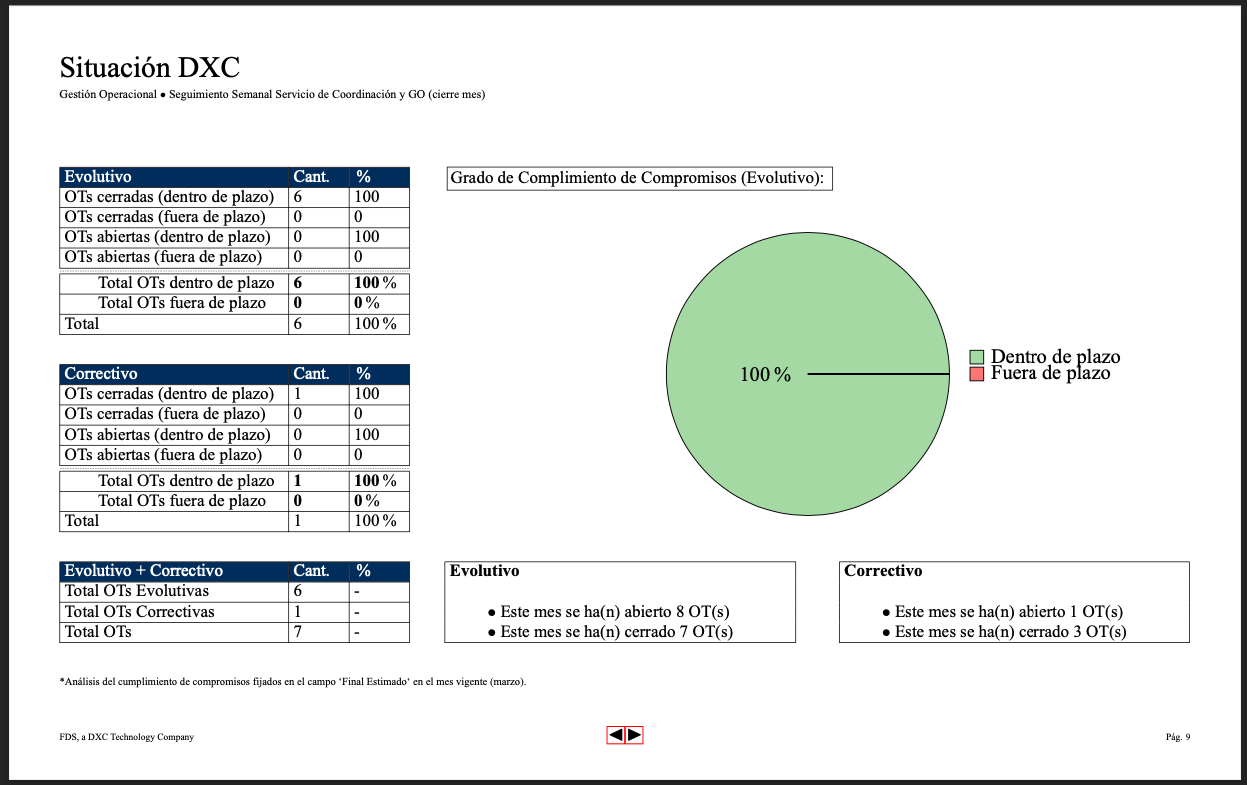 Situación DXC
Gestión Operacional ● Seguimiento Semanal Servicio de Coordinación y GO (cierre mes)
Evolutivo Cant. %
OTs cerradas (dentro de plazo) 6 100
OTs cerradas (fuera de plazo) 0 0
OTs abiertas (dentro de plazo) 0 100
OTs abiertas (fuera de plazo) 0 0
Total OTs dentro de plazo 6 100 %
Total OTs fuera de plazo 0 0 %
Total 6 100 %
Correctivo Cant. %
OTs cerradas (dentro de plazo) 1 100
OTs cerradas (fuera de plazo) 0 0
OTs abiertas (dentro de plazo) 0 100
OTs abiertas (fuera de plazo) 0 0
Total OTs dentro de plazo 1 100 %
Total OTs fuera de plazo 0 0 %
Total 1 100 %
Evolutivo + Correctivo Cant. %
Total OTs Evolutivas 6 -
Total OTs Correctivas 1 -
Total OTs 7 -
Grado de Complimiento de Compromisos (Evolutivo):
100 %
Dentro de plazo
Fuera de plazo
Evolutivo
● Este mes se ha(n) abierto 8 OT(s)
● Este mes se ha(n) cerrado 7 OT(s)
Correctivo
● Este mes se ha(n) abierto 1 OT(s)
● Este mes se ha(n) cerrado 3 OT(s)
*Análisis del cumplimiento de compromisos fijados en el campo ‘Final Estimado‘ en el mes vigente (marzo).
FDS, a DXC Technology Company
Pág. 9